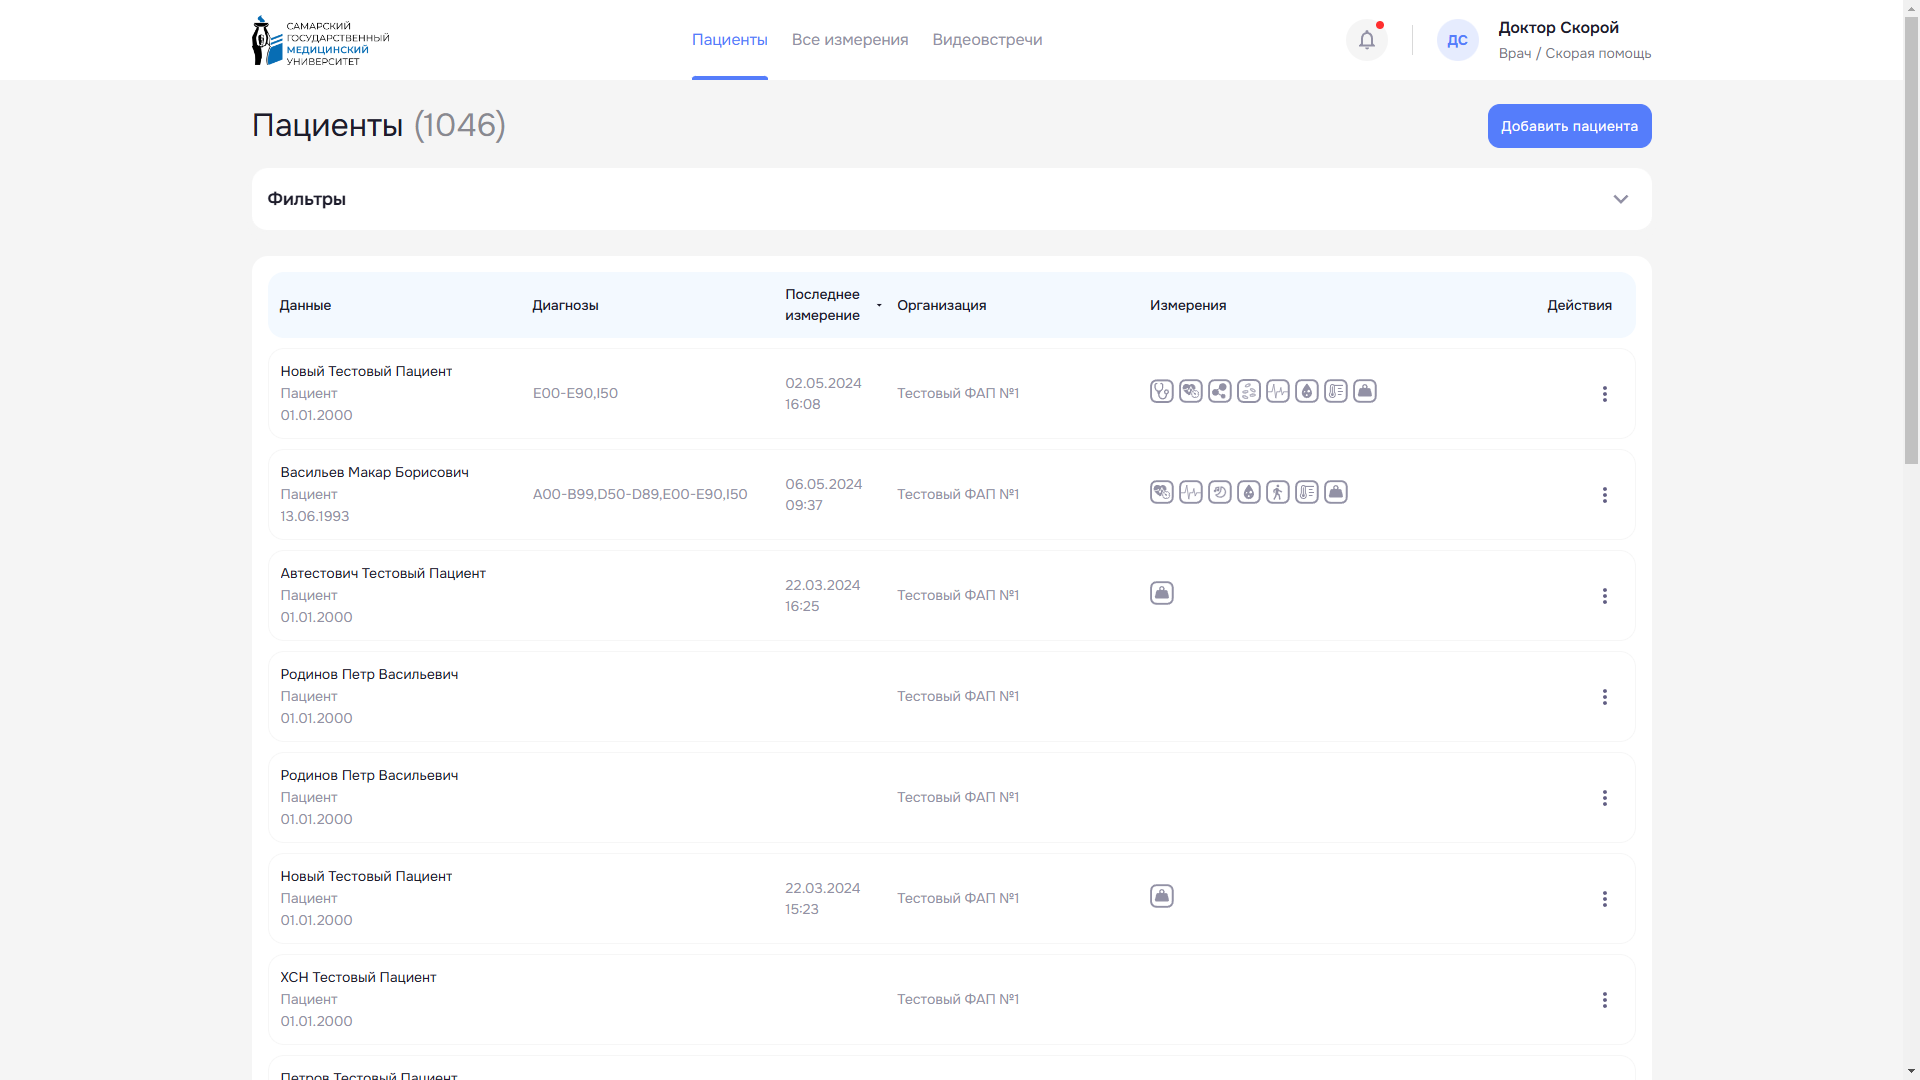 САМАРСКИЙ
ГОСУДАРСТВЕННЫЙ
МЕДИЦИНСКИЙ
УНИВЕРСИТЕТ
Пациенты
Все измерения
Видеовстречи
ДС
Доктор Скорой
Врач / Скорая помощь
Пациенты (1046)
Добавить пациента
Фильтры
Данные
Диагнозы
Последнее
измерение
Организация
Измерения
Действия
Новый Тестовый Пациент
Пациент
01.01.2000
E00-E90,I50
02.05.2024
16:08
Тестовый ФАП №1
Васильев Макар Борисович
Пациент
13.06.1993
A00-B99,D50-D89,E00-E90,I50
06.05.2024
09:37
Тестовый ФАП №1
Автестович Тестовый Пациент
Пациент
01.01.2000
22.03.2024
16:25
Тестовый ФАП №1
Родинов Петр Васильевич
Пациент
01.01.2000
Тестовый ФАП №1
Родинов Петр Васильевич
Пациент
01.01.2000
Тестовый ФАП №1
Новый Тестовый Пациент
Пациент
01.01.2000
22.03.2024
15:23
Тестовый ФАП №1
ХСН Тестовый Пациент
Пациент
01.01.2000
Тестовый ФАП №1
Петров Тестовый Пациент